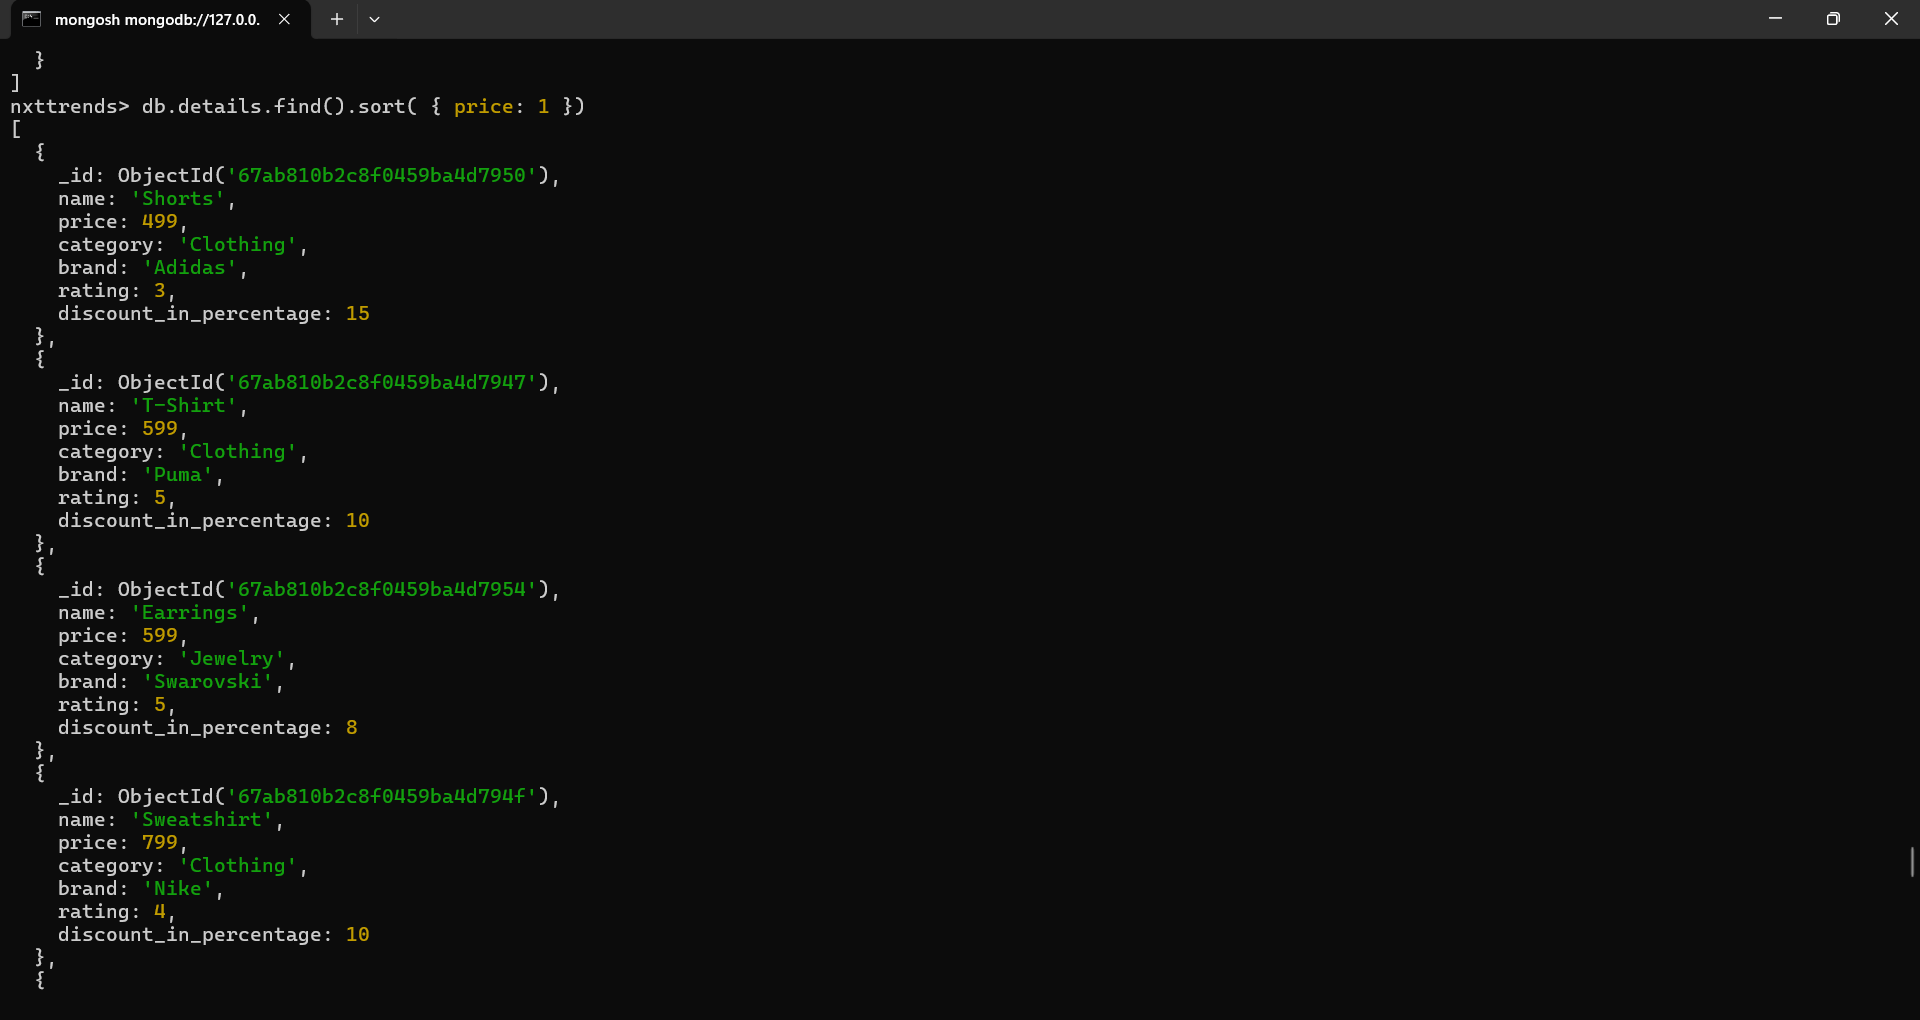 mongosh mongodb://127.0.0.
  }
]
nxttrends> db.details.find().sort( { price: 1 })
[
  {
    _id: ObjectId('67ab810b2c8f0459ba4d7950'),
    name: 'Shorts',
    price: 499,
    category: 'Clothing',
    brand: 'Adidas',
    rating: 3,
    discount_in_percentage: 15
  },
  {
    _id: ObjectId('67ab810b2c8f0459ba4d7947'),
    name: 'T-Shirt',
    price: 599,
    category: 'Clothing',
    brand: 'Puma',
    rating: 5,
    discount_in_percentage: 10
  },
  {
    _id: ObjectId('67ab810b2c8f0459ba4d7954'),
    name: 'Earrings',
    price: 599,
    category: 'Jewelry',
    brand: 'Swarovski',
    rating: 5,
    discount_in_percentage: 8
  },
  {
    _id: ObjectId('67ab810b2c8f0459ba4d794f'),
    name: 'Sweatshirt',
    price: 799,
    category: 'Clothing',
    brand: 'Nike',
    rating: 4,
    discount_in_percentage: 10
  },
  {